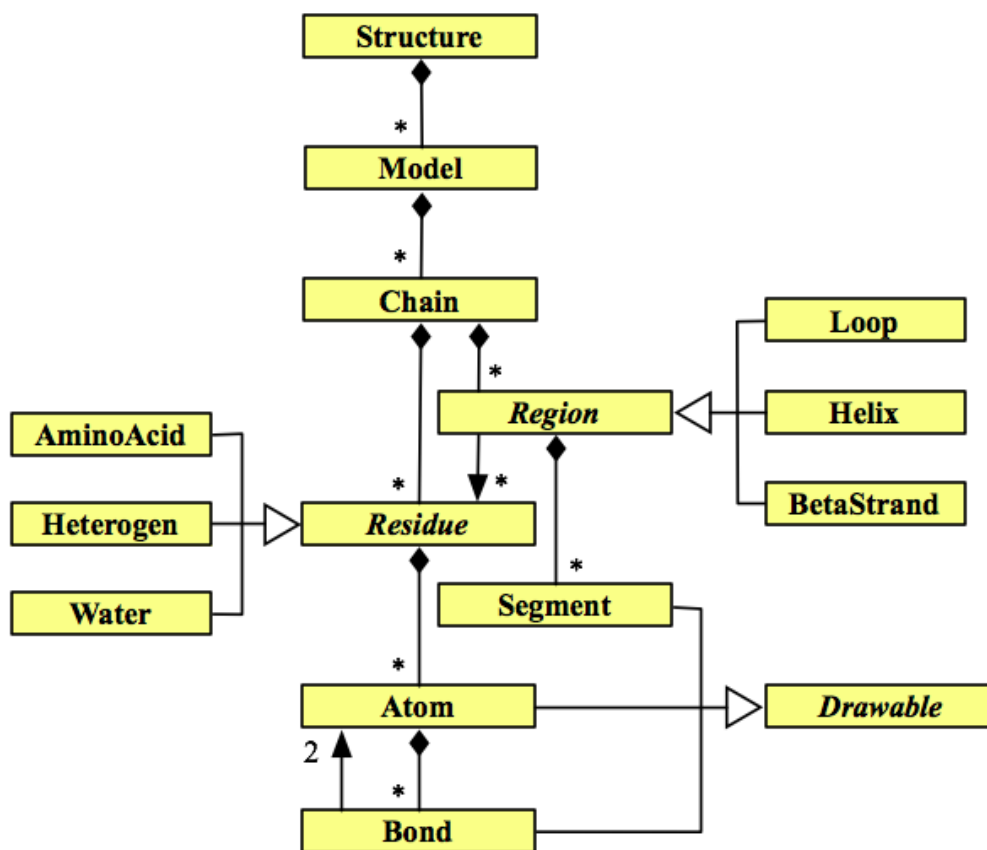 Structure
*
Model
*
Chain
*
Loop
Region
Helix
AminoAcid
*
*
BetaStrand
Heterogen
Residue
*
Water
Segment
*
Atom
Drawable
2
*
Bond